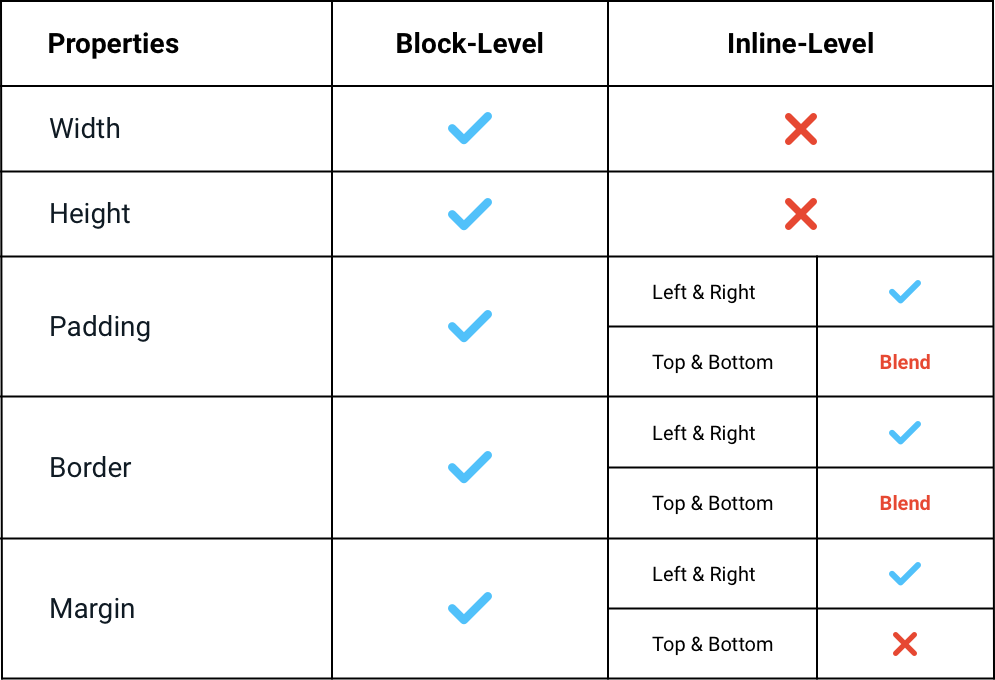 Properties Block-Level Inline-Level
Width
Height
Padding
Left & Right
Top & Bottom Blend
Border
Left & Right
Top & Bottom Blend
Margin
Left & Right
Top & Bottom